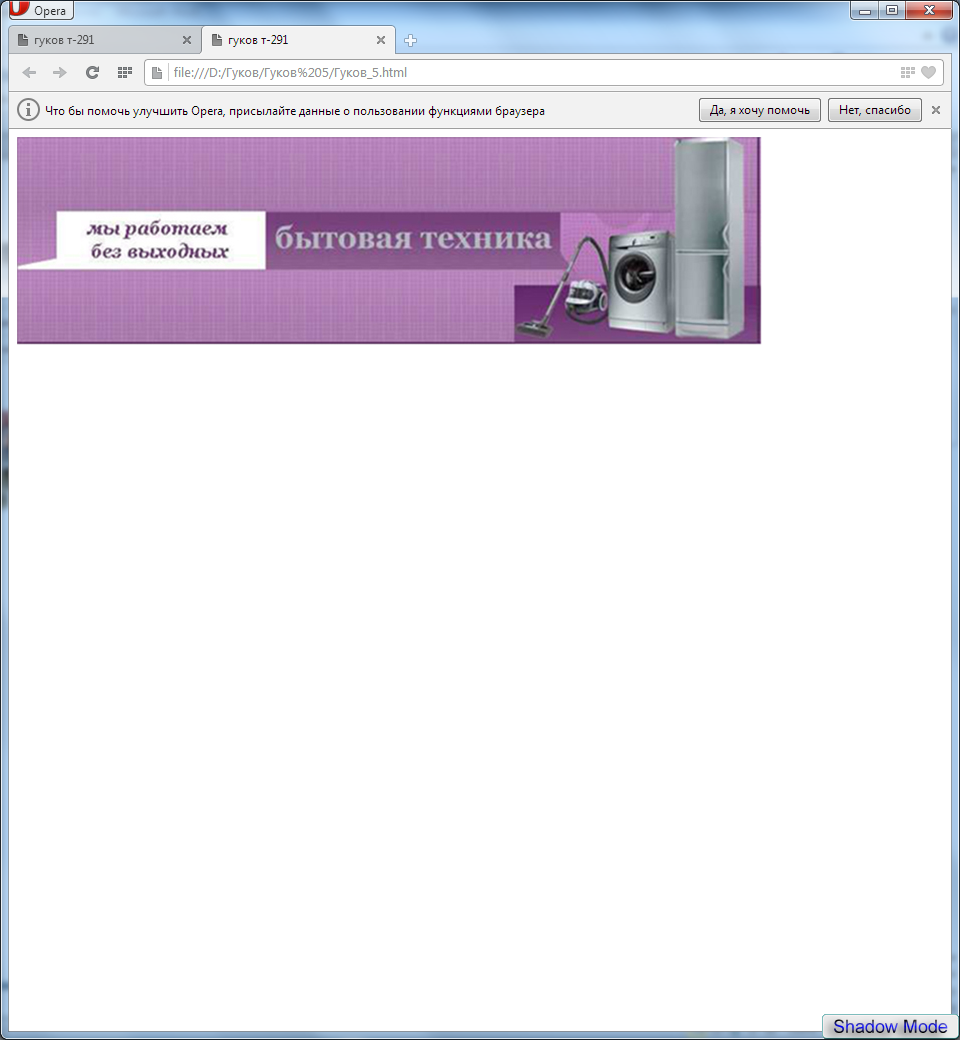 Opera
гуков т-291
гуков т-291
file:///D:/Гуков/Гуков%205/Гуков_5.html
Что бы помочь улучшить Opera, присылайте данные о пользовании функциями браузера
Да, я хочу помочь
Нет, спасибо
мы работаем
без выходных
бытовая техника
Shadow Mode